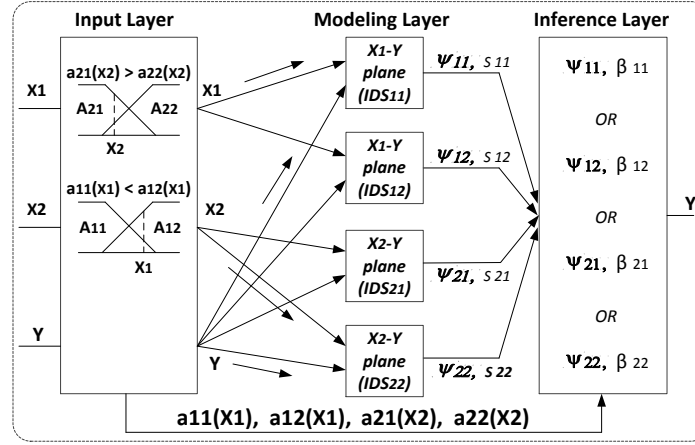 Input Layer
Modeling Layer
Inference Layer
X1
a21(X2) > a22(X2)
A21
A22
X2
X1
X2
a11(X1) < a12(X1)
A11
A12
X1
X2
Y
Y
X1-Y
plane
(IDS11)
X1-Y
plane
(IDS12)
X2-Y
plane
(IDS21)
X2-Y
plane
(IDS22)
Ψ11, S 11
Ψ12, S 12
Ψ21, S 21
Ψ22, S 22
Ψ11, β 11
OR
Ψ12, β 12
OR
Ψ21, β 21
OR
Ψ22, β 22
Y
a11(X1), a12(X1), a21(X2), a22(X2)